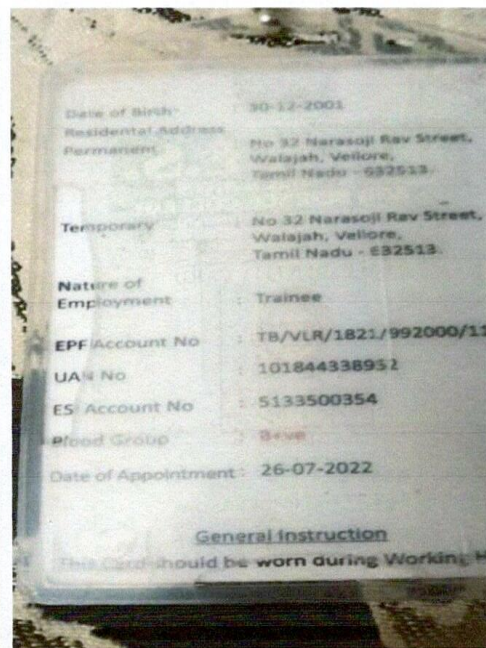 Date of Birth : 30-12-2001
Residental Address
Permanent : No 32 Narasoji Rav Street,
Walajah, Vellore,
Tamil Nadu - 632513.
Temporary : No 32 Narasoji Rav Street,
Walajah, Vellore,
Tamil Nadu - 632513.
Nature of
Employment : Trainee
EPF Account No : TB/VLR/1821/992000/11
UAN No : 101844338952
ESI Account No : 5133500354
Blood Group : B+ve
Date of Appointment : 26-07-2022
General Instruction
This Card should be worn during Working H